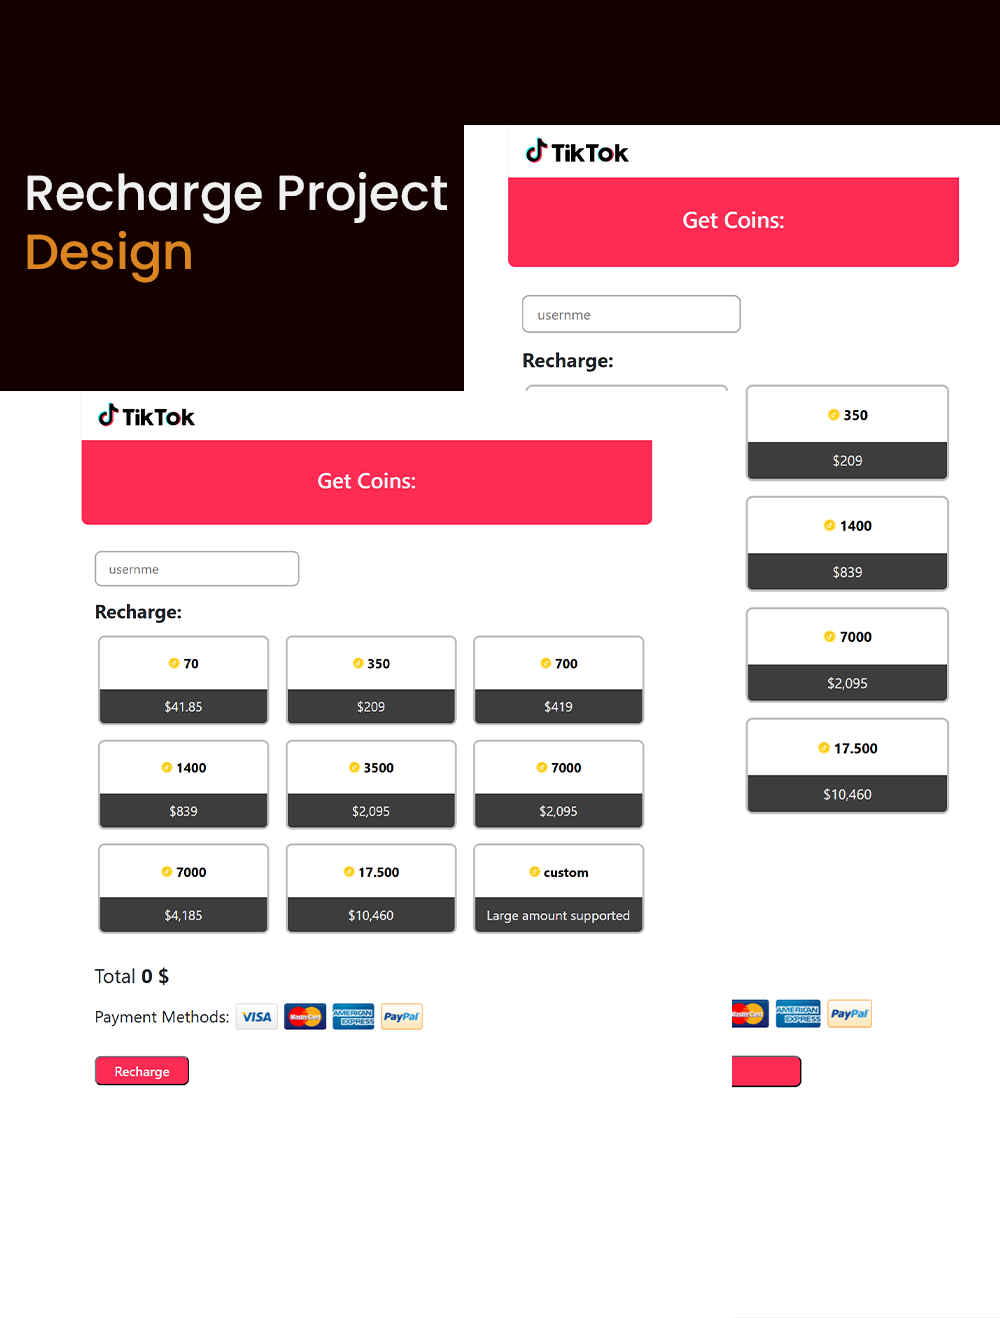 Recharge Project
Design
TikTok
Get Coins:
usernme
Recharge:
350
$209
1400
$839
7000
$2,095
17.500
$10,460
MasterCard
AMERICAN EXPRESS
PayPal
TikTok
Get Coins:
usernme
Recharge:
70
350
700
$41.85
$209
$419
1400
3500
7000
$839
$2,095
$2,095
7000
17.500
custom
$4,185
$10,460
Large amount supported
Total 0 $
Payment Methods: VISA MasterCard AMERICAN EXPRESS PayPal
Recharge